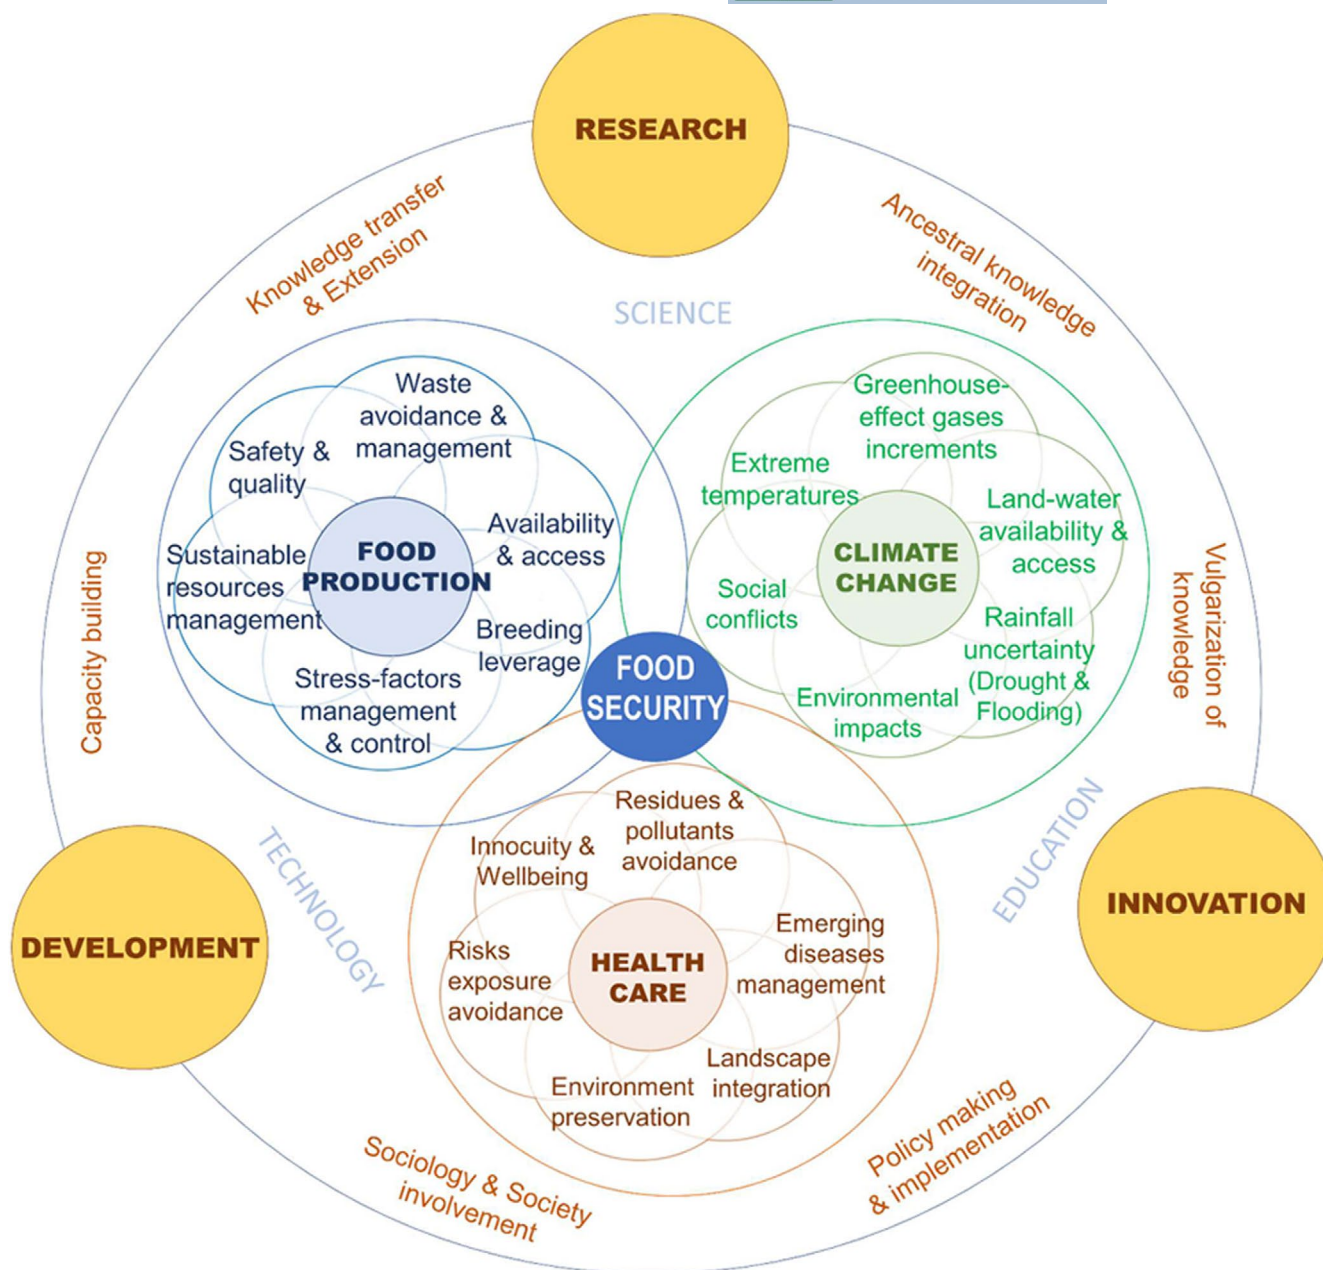 RESEARCH
Knowledge transfer
& Extension
Ancestral knowledge
integration
SCIENCE
Waste
avoidance &
management
Safety &
quality
Availability
& access
Sustainable
resources
management
FOOD
PRODUCTION
Breeding
leverage
Stress-factors
management
& control
Greenhouse-
effect gases
increments
Extreme
temperatures
Land-water
availability &
access
CLIMATE
CHANGE
Social
conflicts
Rainfall
uncertainty
(Drought &
Flooding)
Environmental
impacts
FOOD
SECURITY
Capacity building
Vulgarization of
knowledge
TECHNOLOGY
EDUCATION
DEVELOPMENT
INNOVATION
Residues &
pollutants
avoidance
Innocuity &
Wellbeing
Emerging
diseases
management
Risks
exposure
avoidance
HEALTH
CARE
Landscape
integration
Environment
preservation
Sociology & Society
involvement
Policy making
& implementation